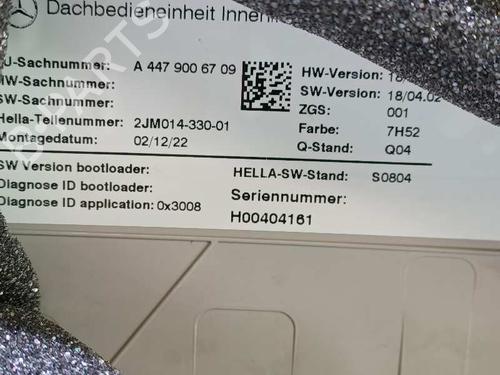 Dachbedieneinheit
U-Sachnummer: A 447 900 67 09
HW-Version: 18
HW-Sachnummer:
SW-Version: 18/04.02
SW-Sachnummer:
ZGS: 001
Hella-Teilenummer: 2JM014-330-01
Farbe: 7H52
Montagedatum: 02/12/22
Q-Stand: Q04
SW Version bootloader:
HELLA-SW-Stand: S0804
Diagnose ID bootloader:
Seriennummer:
Diagnose ID application: 0x3008
H00404161